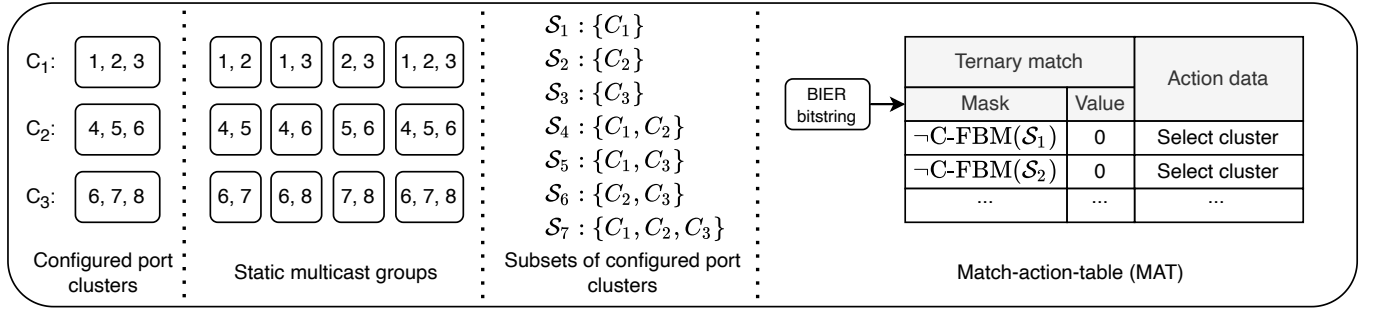 C₁:
1, 2, 3
C₂:
4, 5, 6
C₃:
6, 7, 8
Configured port
clusters
1, 2
1, 3
2, 3
1, 2, 3
4, 5
4, 6
5, 6
4, 5, 6
6, 7
6, 8
7, 8
6, 7, 8
Static multicast groups
𝒮₁ : {C₁}
𝒮₂ : {C₂}
𝒮₃ : {C₃}
𝒮₄ : {C₁, C₂}
𝒮₅ : {C₁, C₃}
𝒮₆ : {C₂, C₃}
𝒮₇ : {C₁, C₂, C₃}
Subsets of configured port
clusters
BIER
bitstring
Ternary match
Action data
Mask
Value
¬C-FBM(𝒮₁)
0
Select cluster
¬C-FBM(𝒮₂)
0
Select cluster
...
...
...
Match-action-table (MAT)